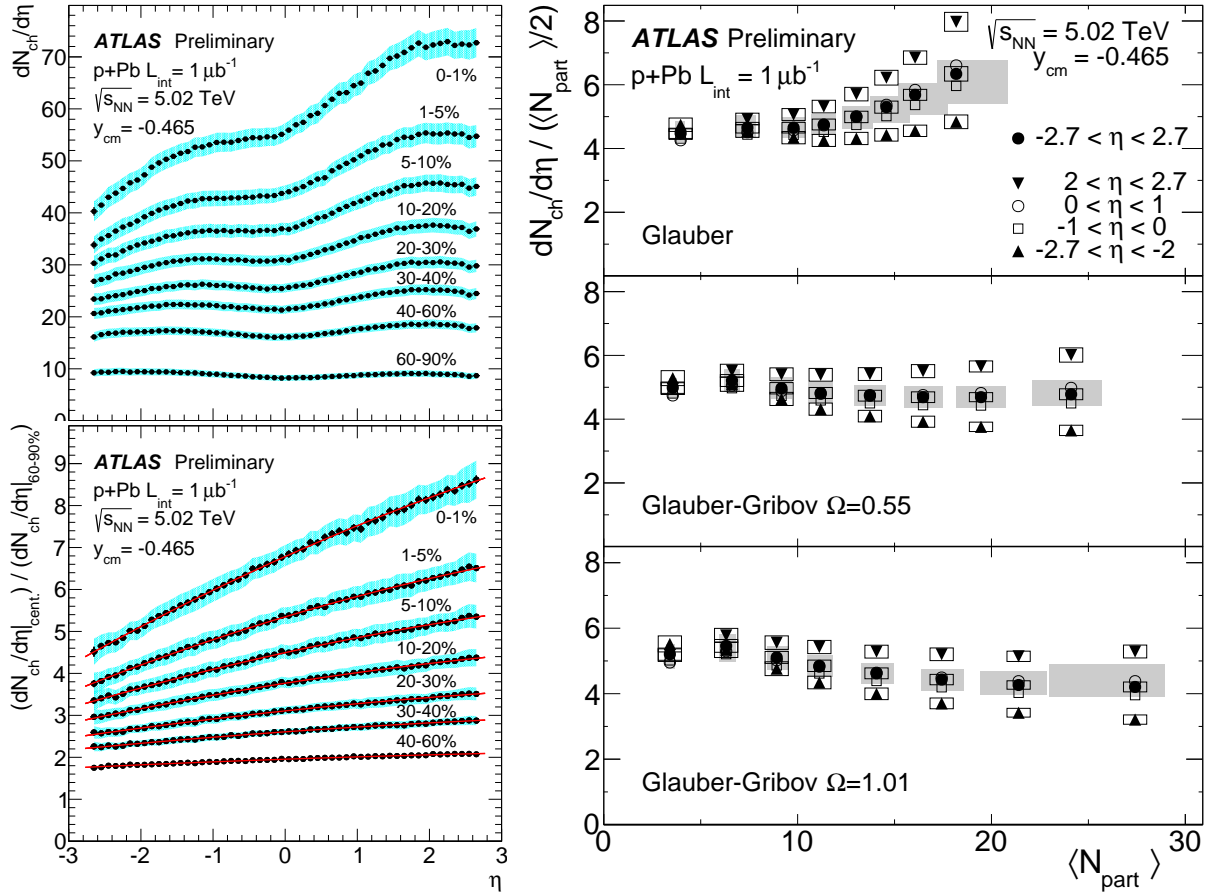 dN_ch/dη
ATLAS Preliminary
p+Pb L_int = 1 μb⁻¹
√s_NN = 5.02 TeV
y_cm = -0.465
0-1%
1-5%
5-10%
10-20%
20-30%
30-40%
40-60%
60-90%
70
60
50
40
30
20
10
0
(dN_ch/dη|_cent.) / (dN_ch/dη|_60-90%)
ATLAS Preliminary
p+Pb L_int = 1 μb⁻¹
√s_NN = 5.02 TeV
y_cm = -0.465
0-1%
1-5%
5-10%
10-20%
20-30%
30-40%
40-60%
9
8
7
6
5
4
3
2
1
0
-3 -2 -1 0 1 2 3
η
dN_ch/dη / (⟨N_part⟩/2)
ATLAS Preliminary
p+Pb L_int = 1 μb⁻¹
√s_NN = 5.02 TeV
y_cm = -0.465
-2.7 < η < 2.7
2 < η < 2.7
0 < η < 1
-1 < η < 0
-2.7 < η < -2
Glauber
8
6
4
2
Glauber-Gribov Ω=0.55
8
6
4
2
Glauber-Gribov Ω=1.01
8
6
4
2
0
0 10 20 30
⟨N_part⟩